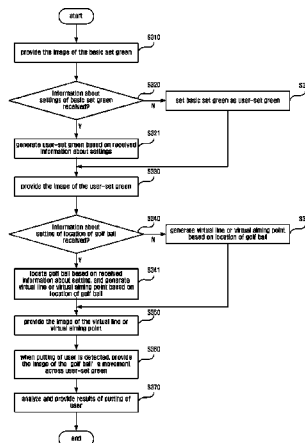 start
S310
provide the image of the basic set green
S320
information about
settings of basic set green
received?
N
set basic set green as user-set green
Y
S321
generate user-set green based on received
information about settings
S330
provide the image of the user-set green
S340
information about
setting of location of golf ball
received?
N
generate virtual line or virtual aiming point
based on location of golf ball
Y
S341
locate golf ball based on received
information about setting, and generate
virtual line or virtual aiming point based on
location of golf ball
S350
provide the image of the virtual line or
virtual aiming point
S360
when putting of user is detected, provide
the image of the golf ball's movement
across user-set green
S370
analyze and provide results of putting of
user
end